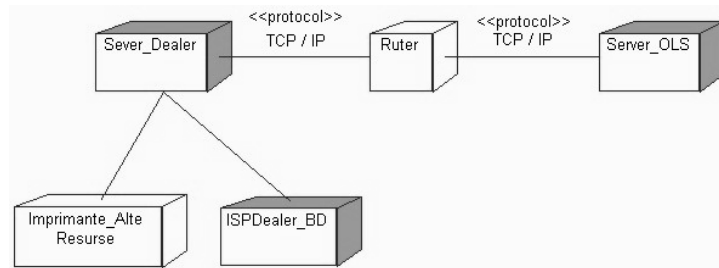 <<protocol>>
TCP / IP
<<protocol>>
TCP / IP
Sever_Dealer
Ruter
Server_OLS
Imprimante_Alte
Resurse
ISPDealer_BD